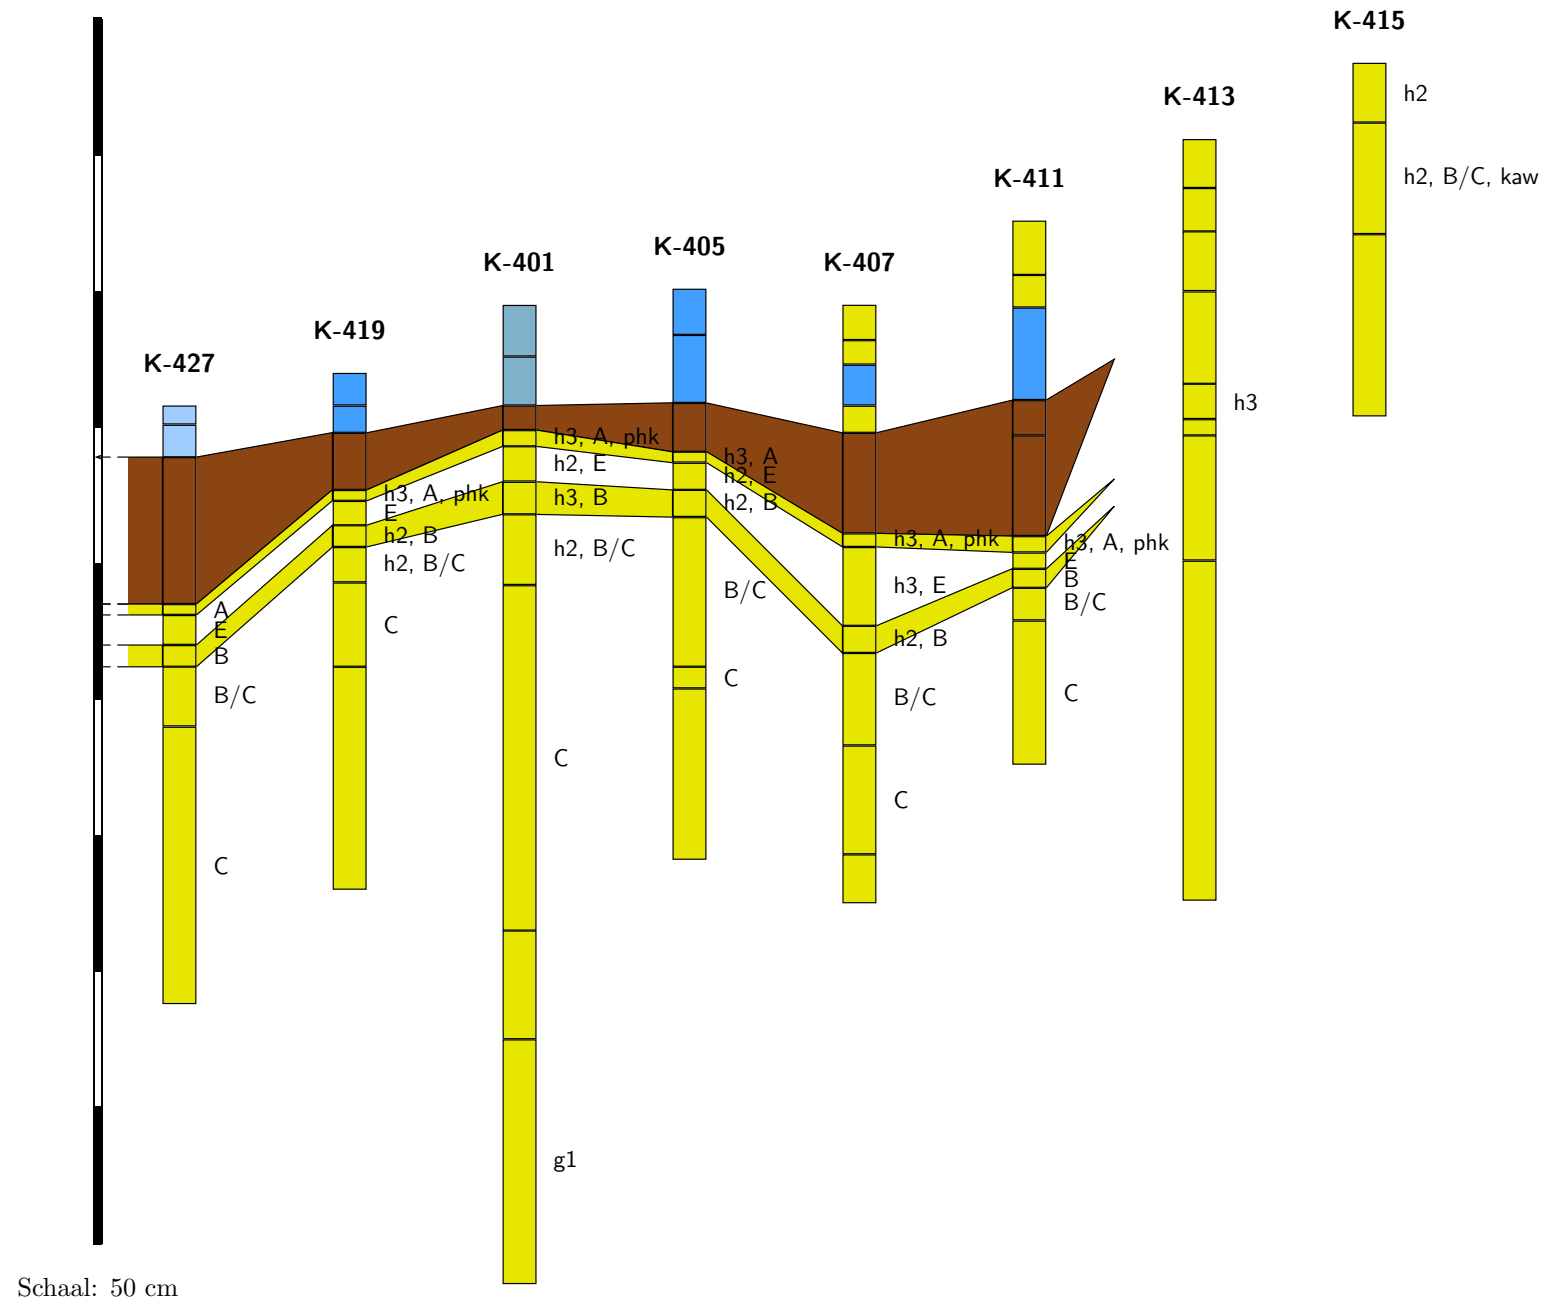 K-415
h2
h2, B/C, kaw
K-413
h3
K-411
h3, A, phk
E
B
B/C
C
K-407
h3, A, phk
h3, E
h2, B
B/C
C
K-405
h3, A
h2, E
h2, B
B/C
C
K-401
h3, A, phk
h2, E
h3, B
h2, B/C
C
g1
K-419
h3, A, phk
E
h2, B
h2, B/C
C
K-427
A
E
B
B/C
C
Schaal: 50 cm